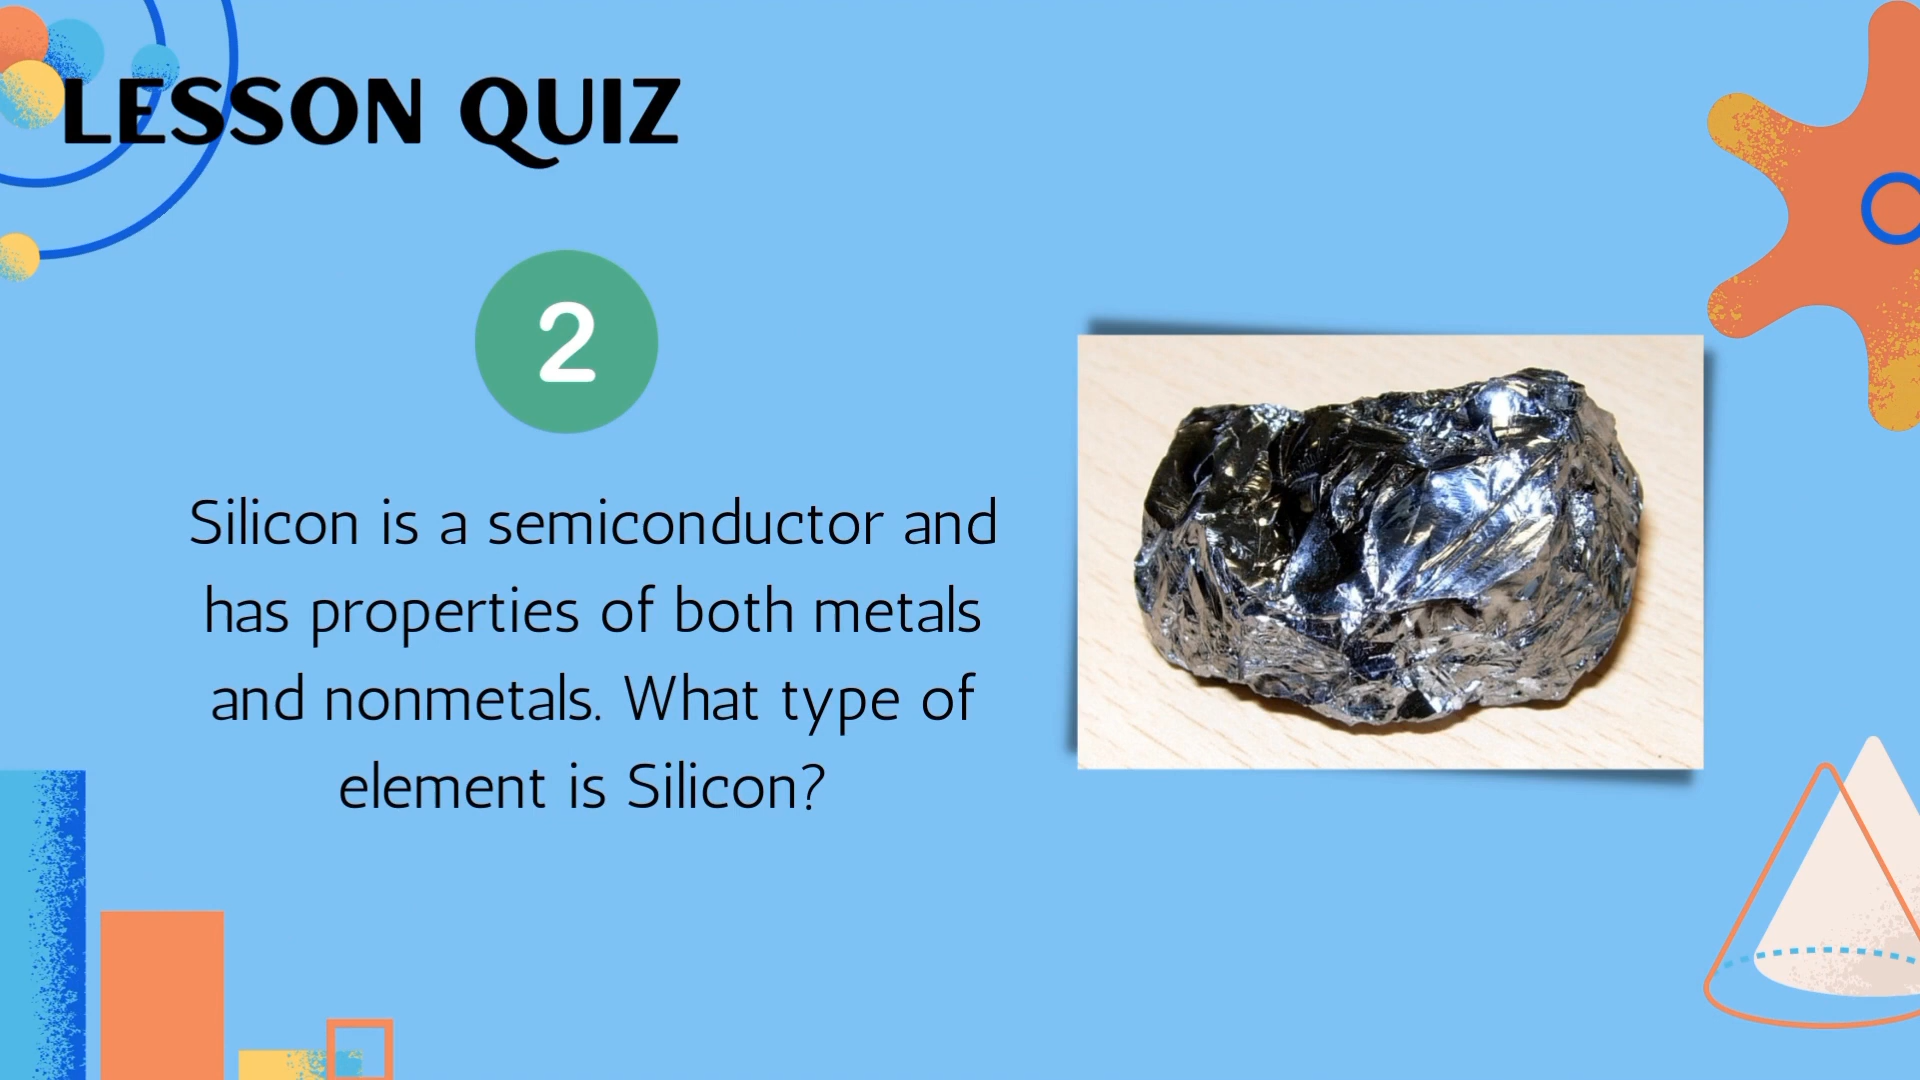 LESSON QUIZ
2
Silicon is a semiconductor and
has properties of both metals
and nonmetals. What type of
element is Silicon?